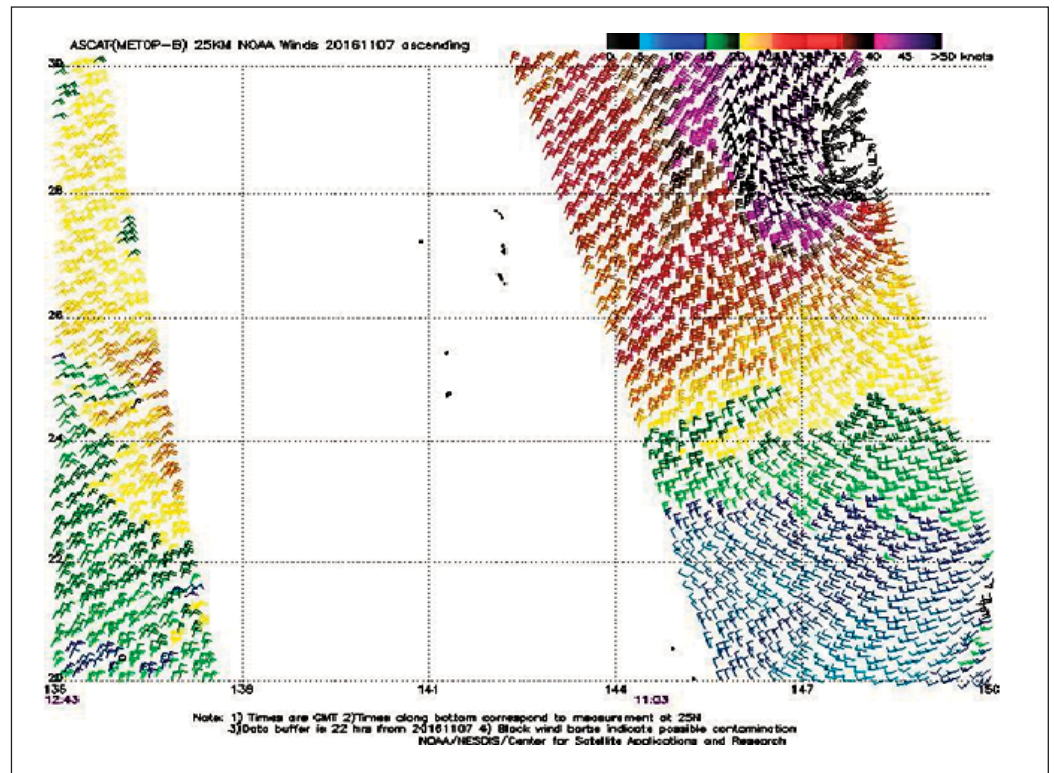 ASCAT(METOP-B) 25KM NOAA Winds 20161107 ascending
0 5 10 15 20 35 40 45 >50 knots
30
28
26
24
22
20
135 139 141 144 147 150
12:43 11:03
Note: 1) Times are GMT 2)Times along bottom correspond to measurement at 25N
3)Data buffer is 22 hrs from 20161107 4) Black wind barbs indicate possible contamination
NOAA/NESDIS/Center for Satellite Applications and Research